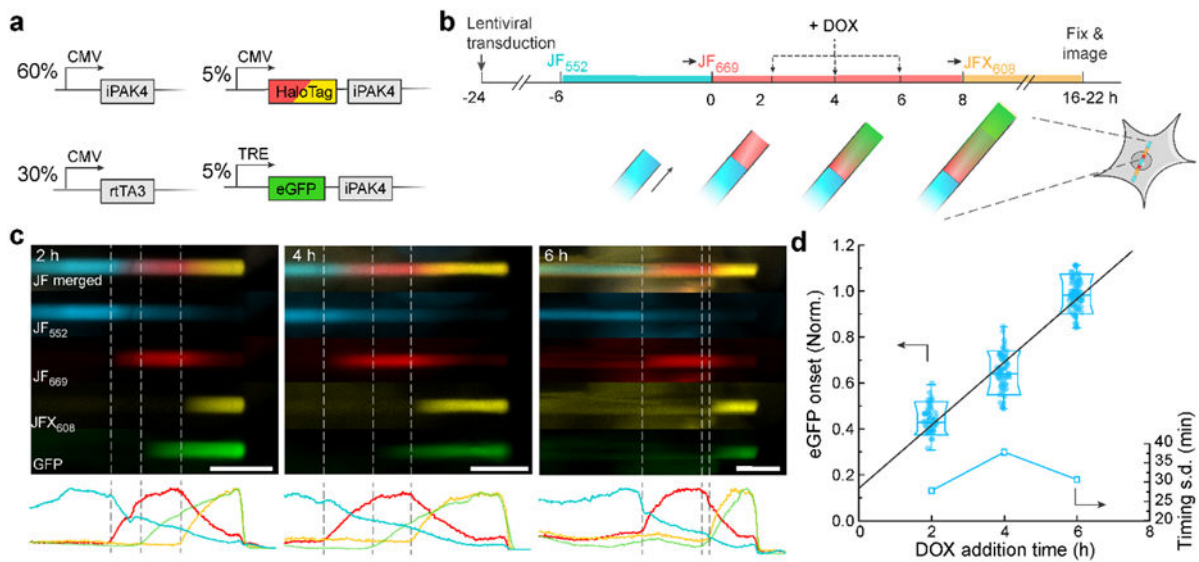 a
60%
CMV
iPAK4
5%
CMV
HaloTag
iPAK4
30%
CMV
rtTA3
5%
TRE
eGFP
iPAK4
b
Lentiviral
transduction
+ DOX
Fix &
image
JF552
JF669
JFX608
-24
-6
0
2
4
6
8
16-22 h
c
2 h
4 h
6 h
JF merged
JF552
JF669
JFX608
GFP
d
eGFP onset (Norm.)
1.2
1.0
0.8
0.6
0.4
0.2
0.0
0
2
4
6
8
DOX addition time (h)
40
35
30
25
20
Timing s.d. (min)